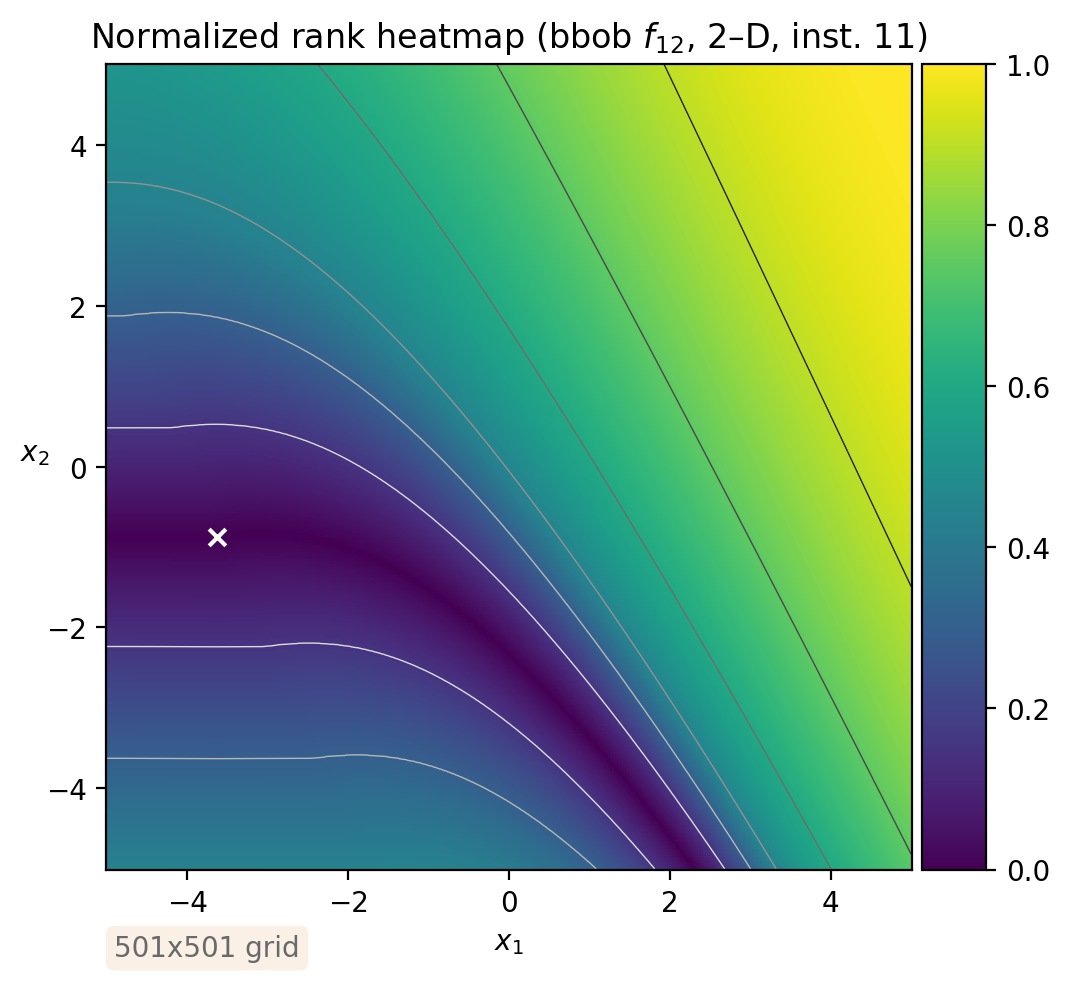 Normalized rank heatmap (bbob f₁₂, 2–D, inst. 11)
1.0
4
0.8
2
0.6
x₂
0
0.4
−2
0.2
−4
0.0
−4 −2 0 2 4
501x501 grid
x₁